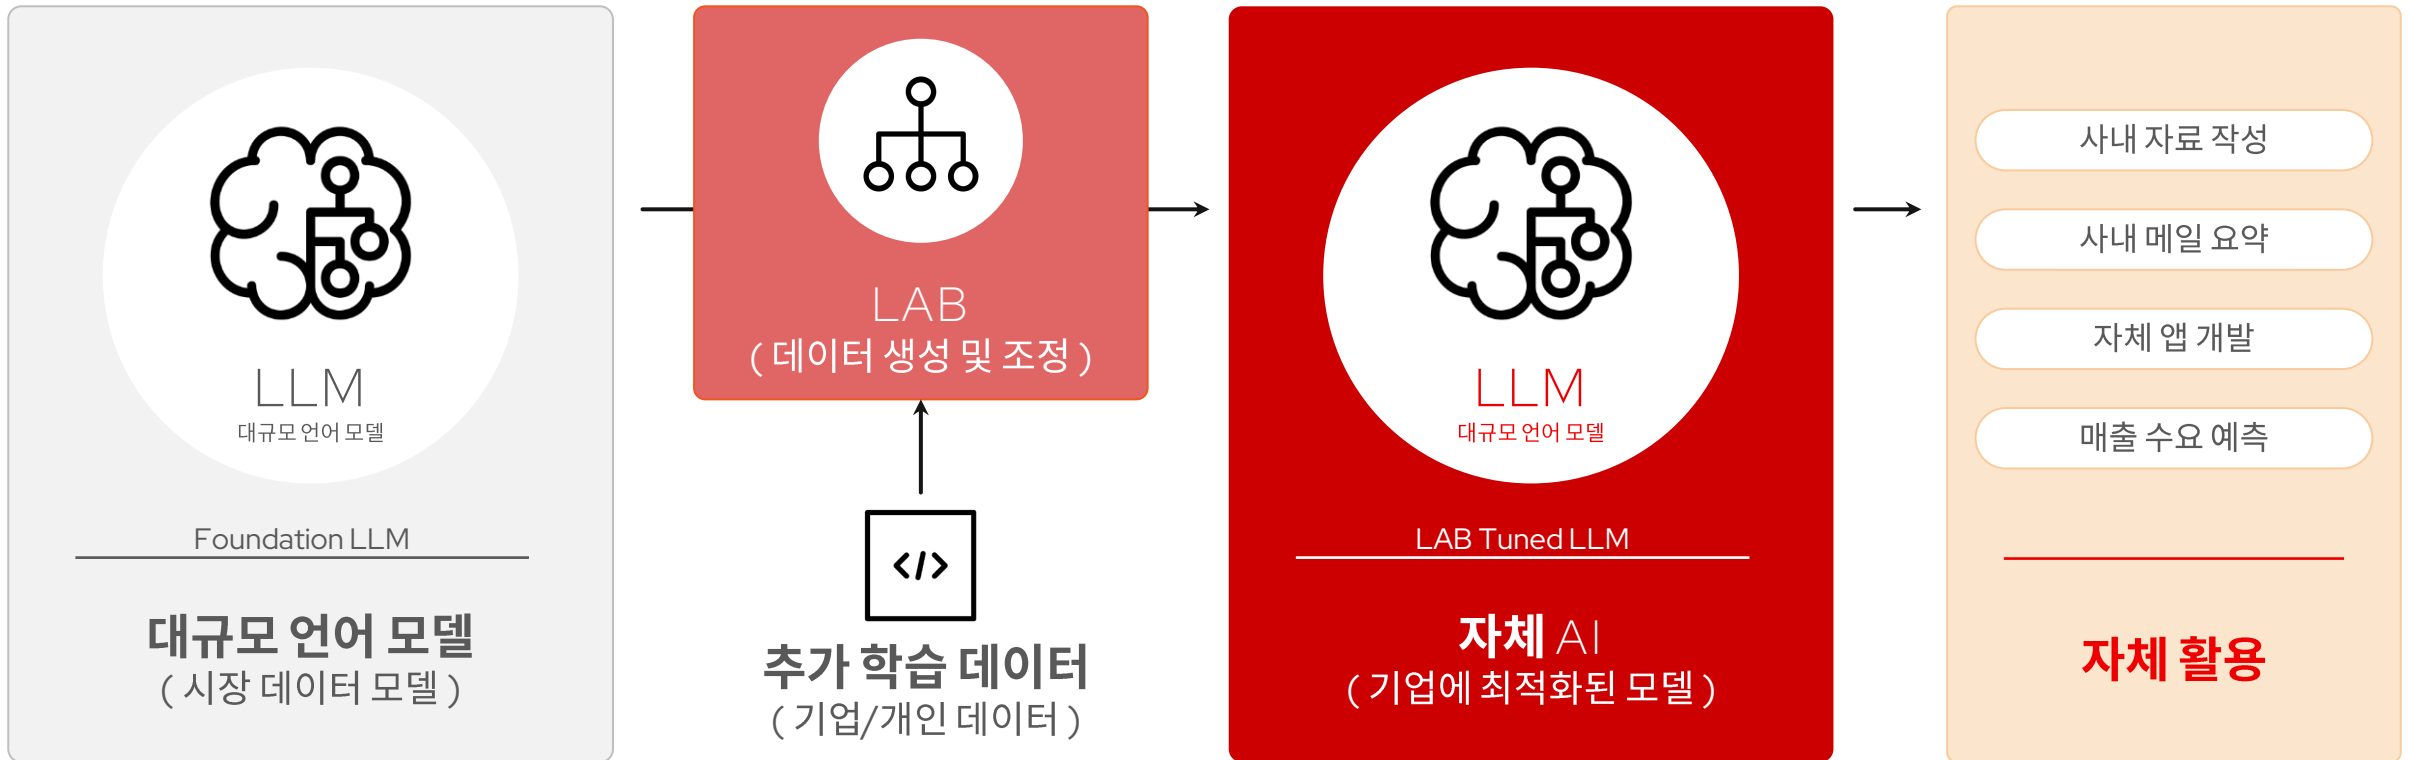 LLM
대규모 언어 모델
Foundation LLM
대규모 언어 모델
( 시장 데이터 모델 )
LAB
( 데이터 생성 및 조정 )
</>
추가 학습 데이터
( 기업/개인 데이터 )
LLM
대규모 언어 모델
LAB Tuned LLM
자체 AI
( 기업에 최적화된 모델 )
사내 자료 작성
사내 메일 요약
자체 앱 개발
매출 수요 예측
자체 활용